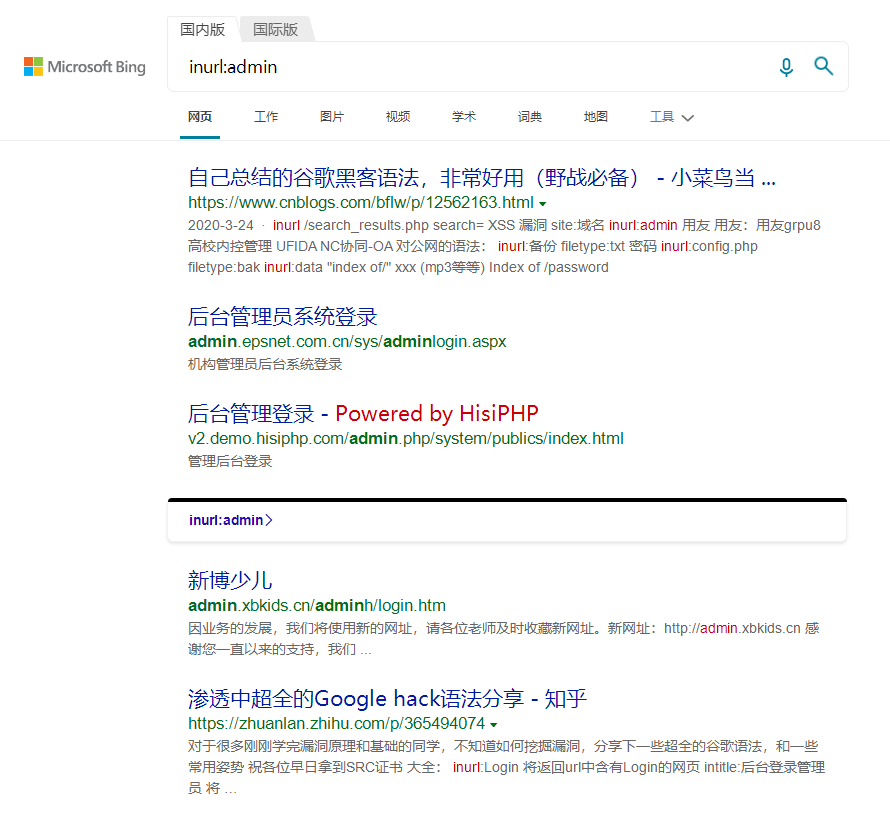 国内版 国际版
Microsoft Bing
inurl:admin
网页 工作 图片 视频 学术 词典 地图 工具
自己总结的谷歌黑客语法，非常好用（野战必备） - 小菜鸟当 ...
https://www.cnblogs.com/bflw/p/12562163.html
2020-3-24 · inurl /search_results.php search= XSS 漏洞 site:域名 inurl:admin 用友 用友：用友grpu8
高校内控管理 UFIDA NC协同-OA 对公网的语法： inurl:备份 filetype:txt 密码 inurl:config.php
filetype:bak inurl:data "index of/" xxx (mp3等等) Index of /password
后台管理员系统登录
admin.epsnet.com.cn/sys/adminlogin.aspx
机构管理员后台系统登录
后台管理登录 - Powered by HisiPHP
v2.demo.hisiphp.com/admin.php/system/publics/index.html
管理后台登录
inurl:admin
新博少儿
admin.xbkids.cn/adminh/login.htm
因业务的发展，我们将使用新的网址，请各位老师及时收藏新网址。新网址：http://admin.xbkids.cn 感
谢您一直以来的支持，我们 ...
渗透中超全的Google hack语法分享 - 知乎
https://zhuanlan.zhihu.com/p/365494074
对于很多刚刚学完漏洞原理和基础的同学，不知道如何挖掘漏洞，分享下一些超全的谷歌语法，和一些
常用姿势 祝各位早日拿到SRC证书 大全： inurl:Login 将返回url中含有Login的网页 intitle:后台登录管理
员 将 …